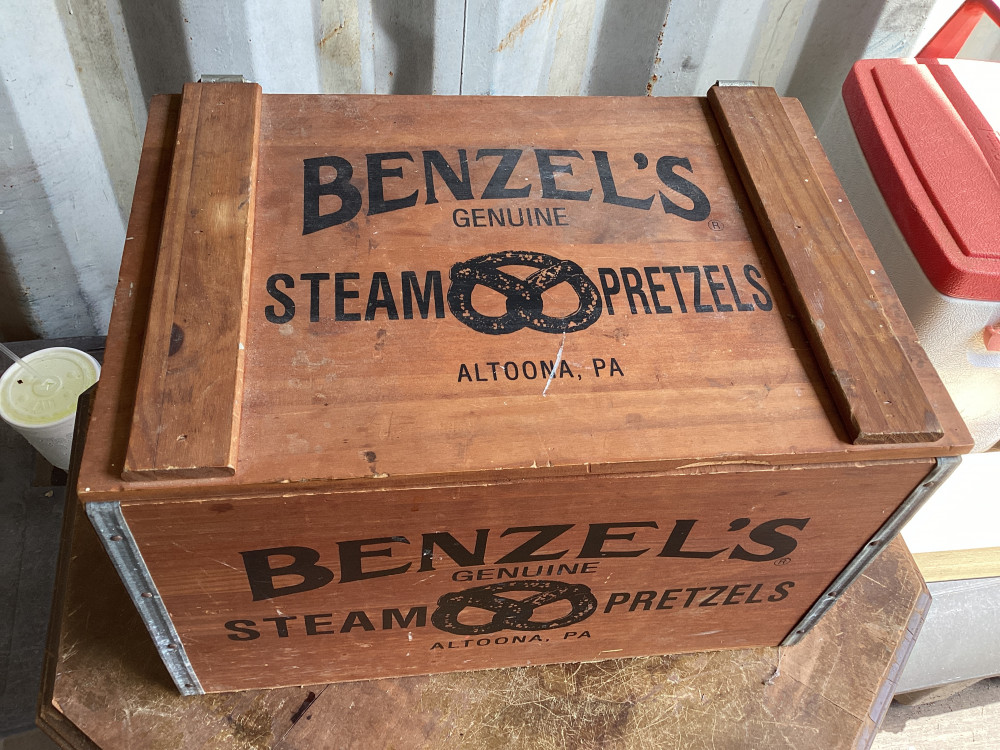 BENZEL'S
GENUINE
®
STEAM PRETZELS
ALTOONA, PA
BENZEL'S
®
GENUINE
STEAM PRETZELS
ALTOONA, PA